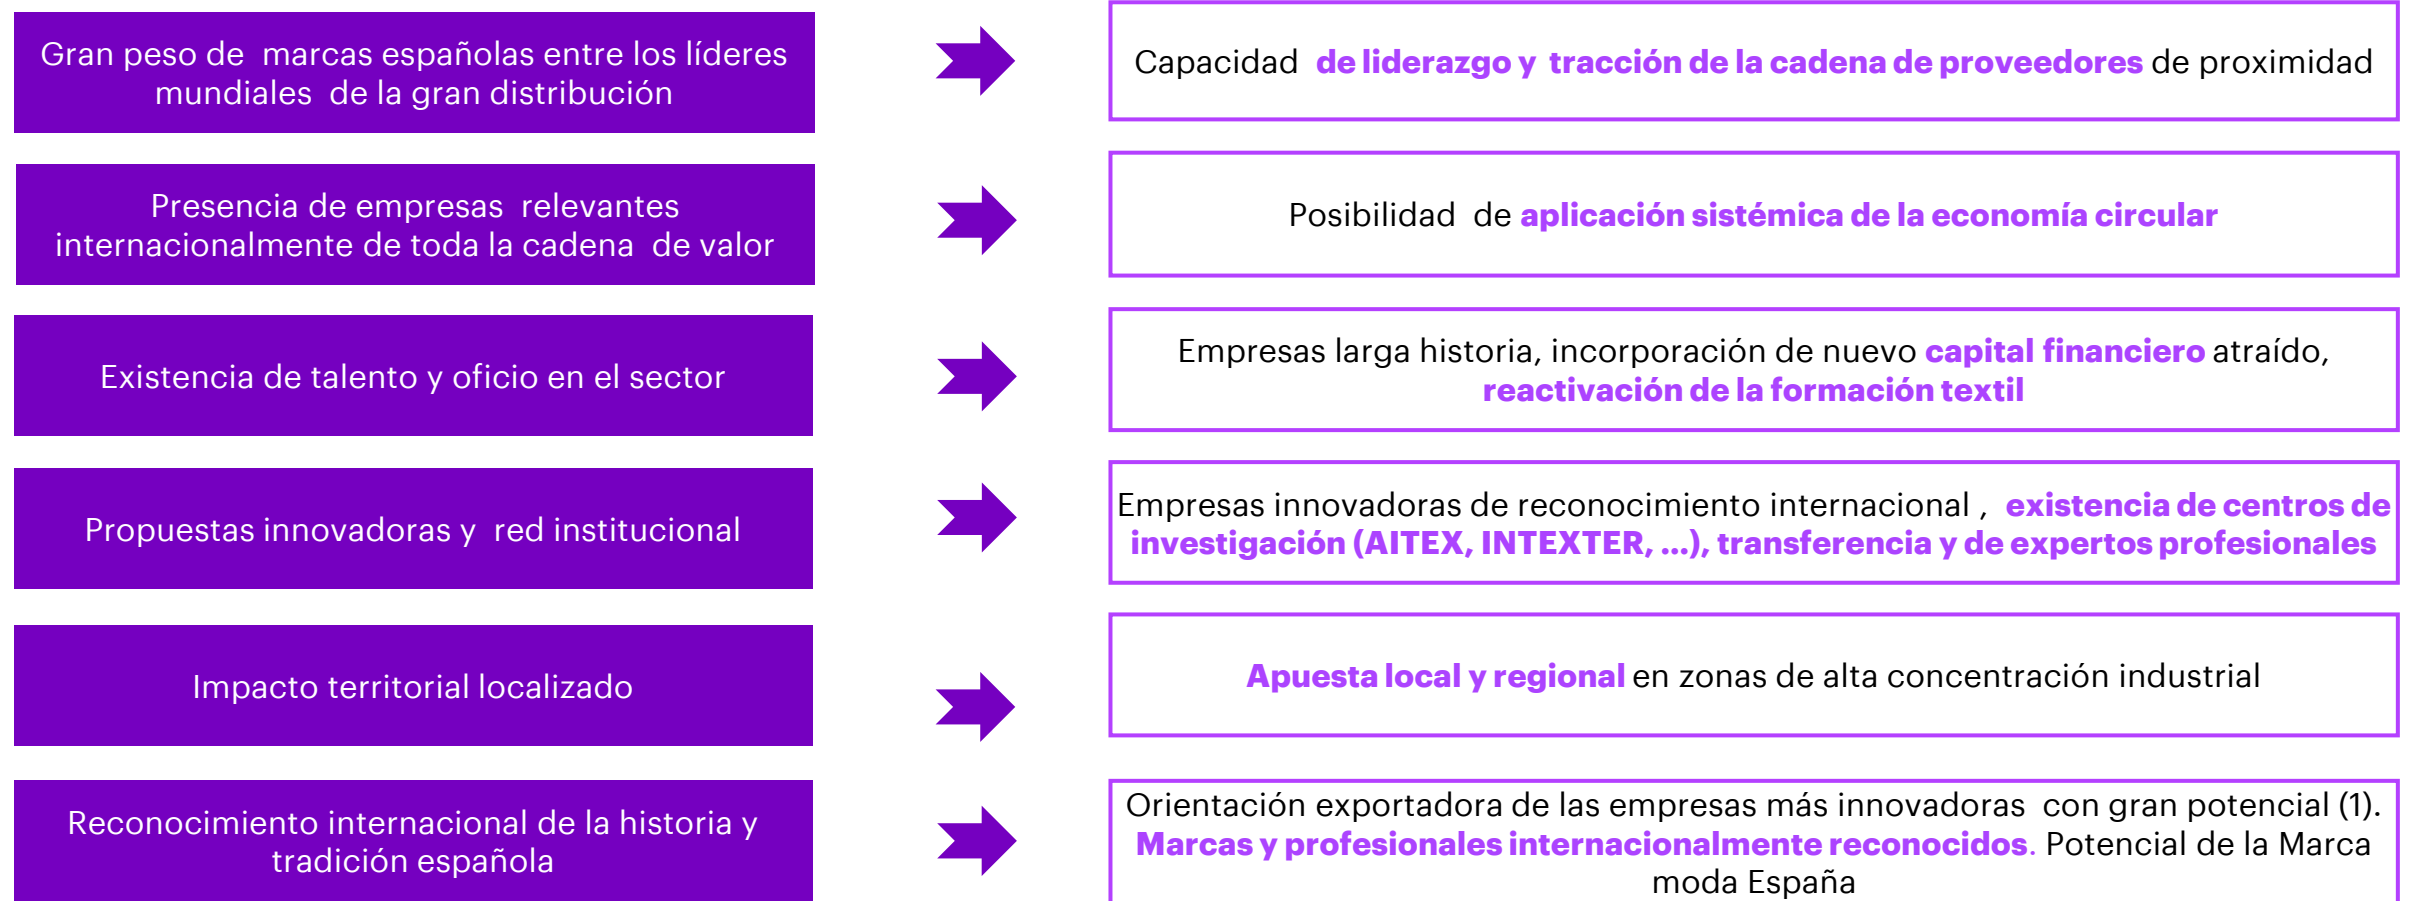 Gran peso de marcas españolas entre los líderes
mundiales de la gran distribución
Capacidad de liderazgo y tracción de la cadena de proveedores de proximidad
Presencia de empresas relevantes
internacionalmente de toda la cadena de valor
Posibilidad de aplicación sistémica de la economía circular
Existencia de talento y oficio en el sector
Empresas larga historia, incorporación de nuevo capital financiero atraído,
reactivación de la formación textil
Propuestas innovadoras y red institucional
Empresas innovadoras de reconocimiento internacional , existencia de centros de
investigación (AITEX, INTEXTER, ...), transferencia y de expertos profesionales
Impacto territorial localizado
Apuesta local y regional en zonas de alta concentración industrial
Reconocimiento internacional de la historia y
tradición española
Orientación exportadora de las empresas más innovadoras con gran potencial (1).
Marcas y profesionales internacionalmente reconocidos. Potencial de la Marca
moda España